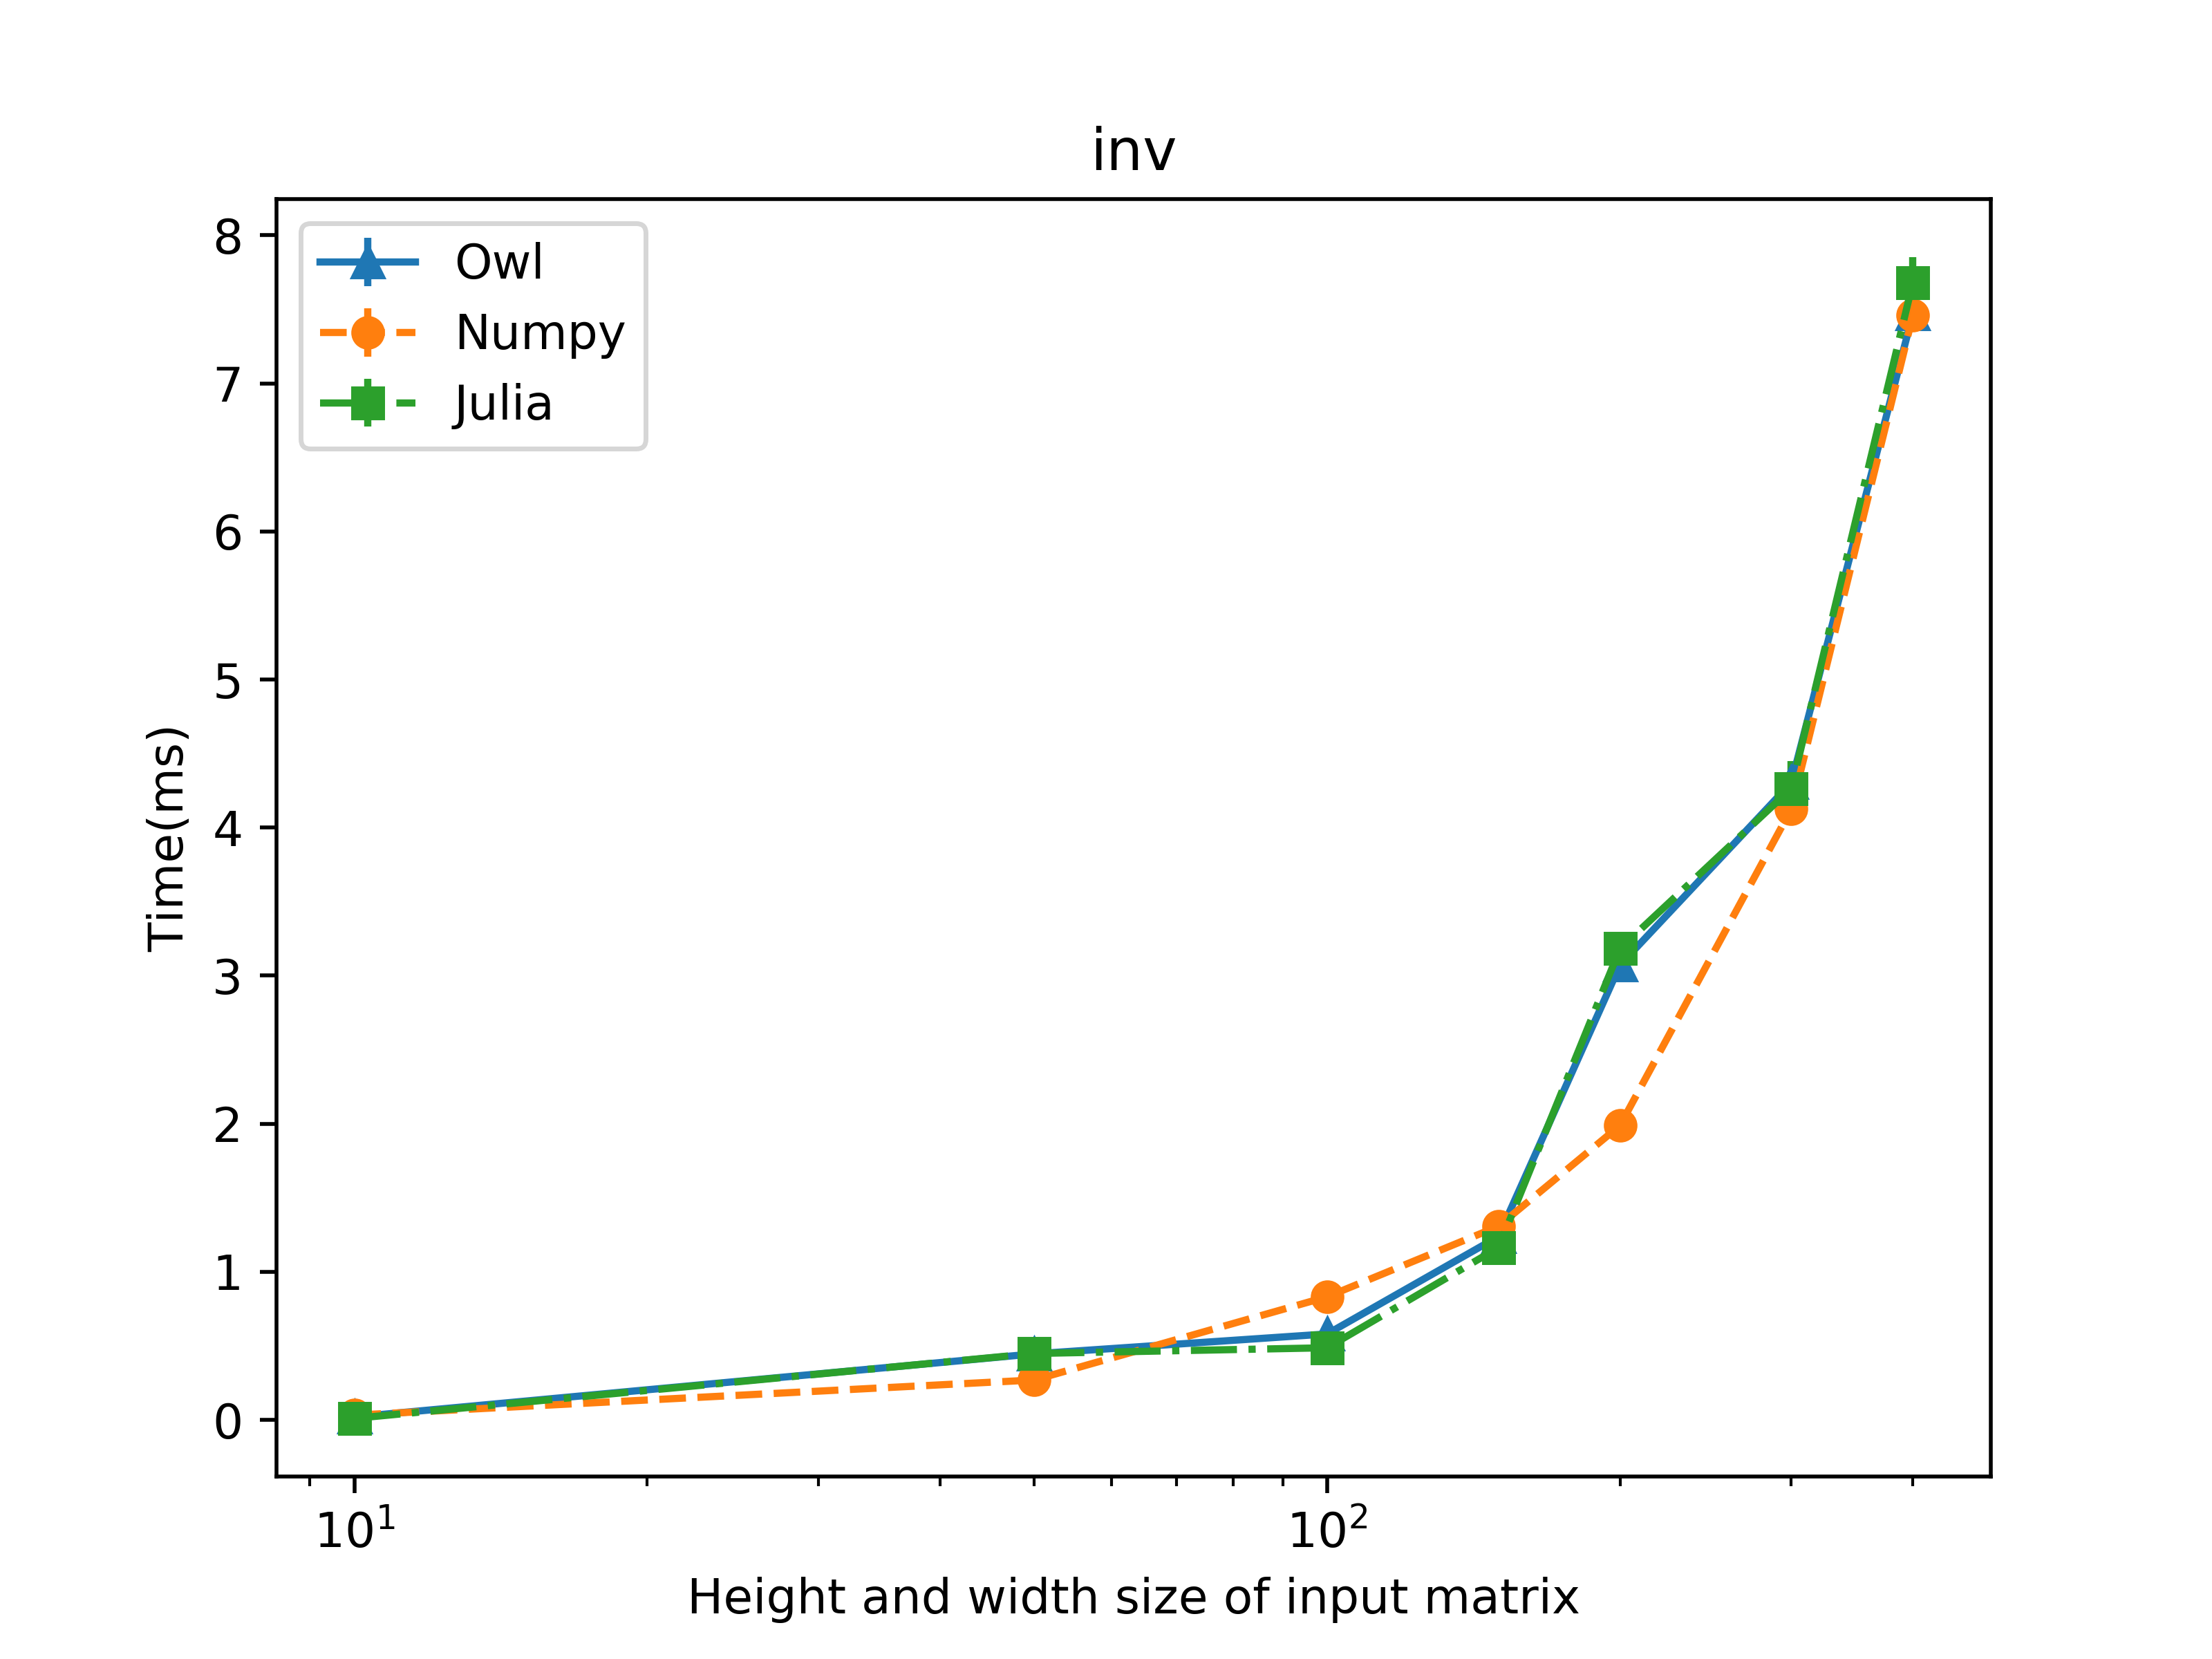 inv
Owl
Numpy
Julia
8
7
6
5
4
3
2
1
0
Time(ms)
10¹ 10²
Height and width size of input matrix